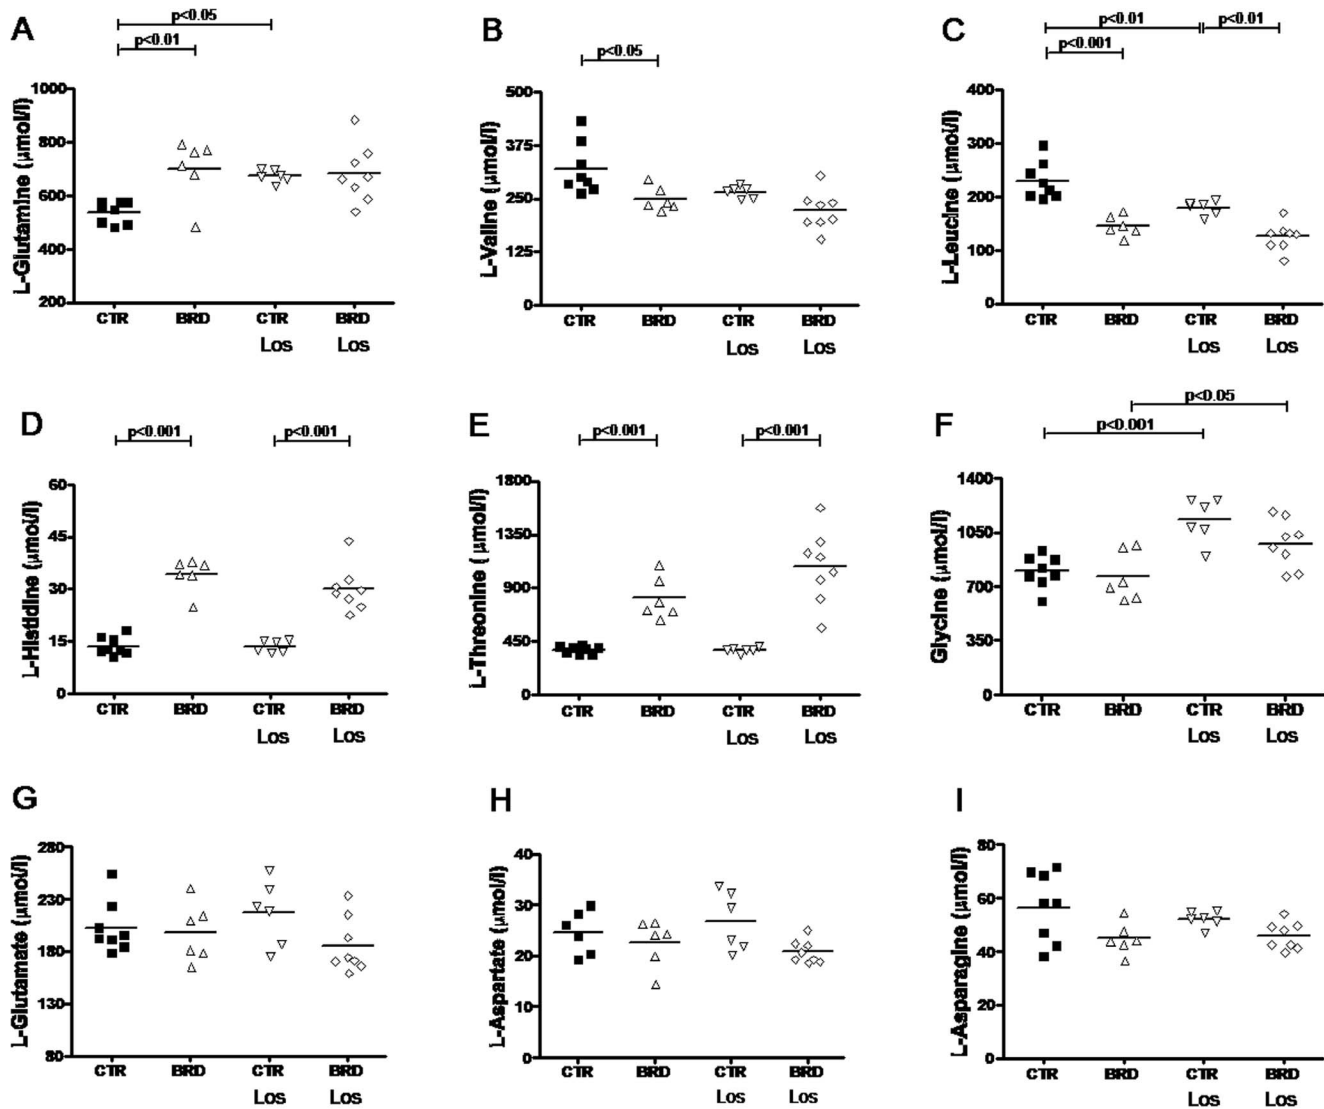 A
p<0.05
p<0.01
L-Glutamine (μmol/l)
1000
800
600
400
200
CTR BRD CTR BRD
Los Los
B
p<0.05
L-Valine (μmol/l)
500
375
250
125
0
CTR BRD CTR BRD
Los Los
C
p<0.01 p<0.01
p<0.001
L-Leucine (μmol/l)
400
300
200
100
0
CTR BRD CTR BRD
Los Los
D
p<0.001 p<0.001
L-Histidine (μmol/l)
60
45
30
15
0
CTR BRD CTR BRD
Los Los
E
p<0.001 p<0.001
L-Threonine (μmol/l)
1800
1350
900
450
0
CTR BRD CTR BRD
Los Los
F
p<0.05
p<0.001
Glycine (μmol/l)
1400
1050
700
350
0
CTR BRD CTR BRD
Los Los
G
L-Glutamate (μmol/l)
280
230
180
130
80
CTR BRD CTR BRD
Los Los
H
L-Aspartate (μmol/l)
40
30
20
10
0
CTR BRD CTR BRD
Los Los
I
L-Asparagine (μmol/l)
80
60
40
20
0
CTR BRD CTR BRD
Los Los